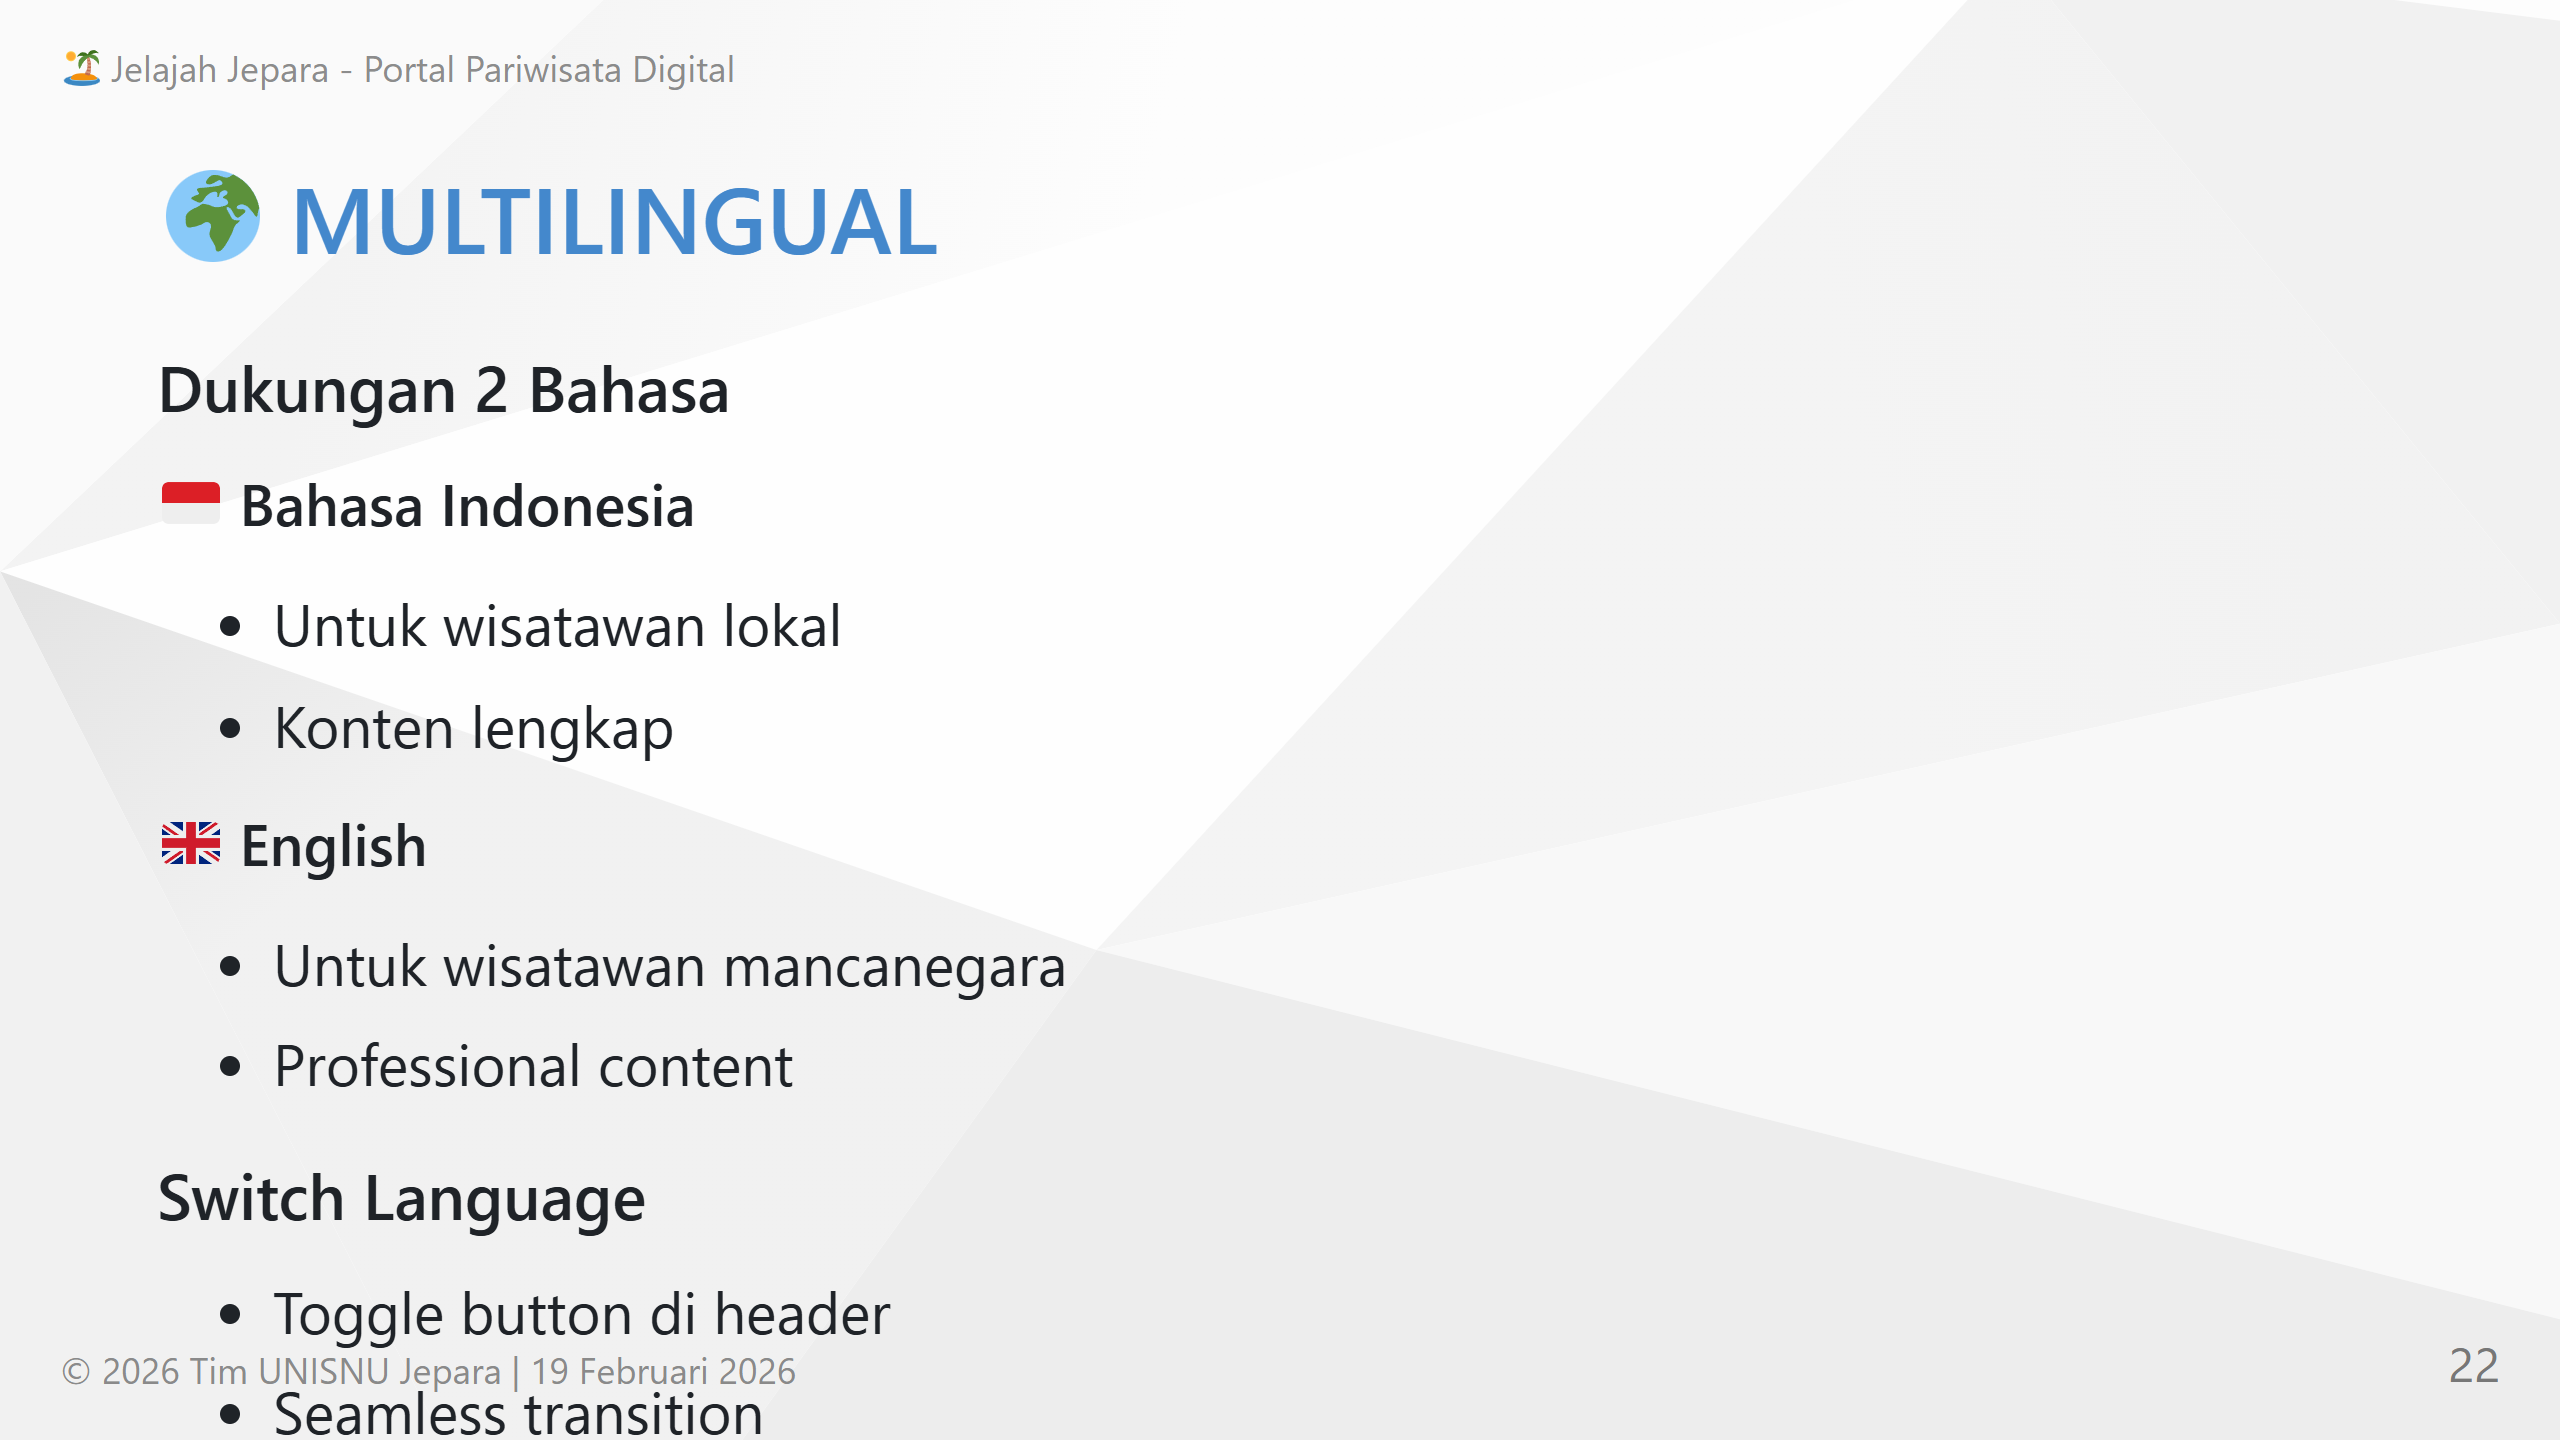 Jelajah Jepara - Portal Pariwisata Digital
MULTILINGUAL
Dukungan 2 Bahasa
Bahasa Indonesia
• Untuk wisatawan lokal
• Konten lengkap
English
• Untuk wisatawan mancanegara
• Professional content
Switch Language
• Toggle button di header
© 2026 Tim UNISNU Jepara | 19 Februari 2026
22
• Seamless transition